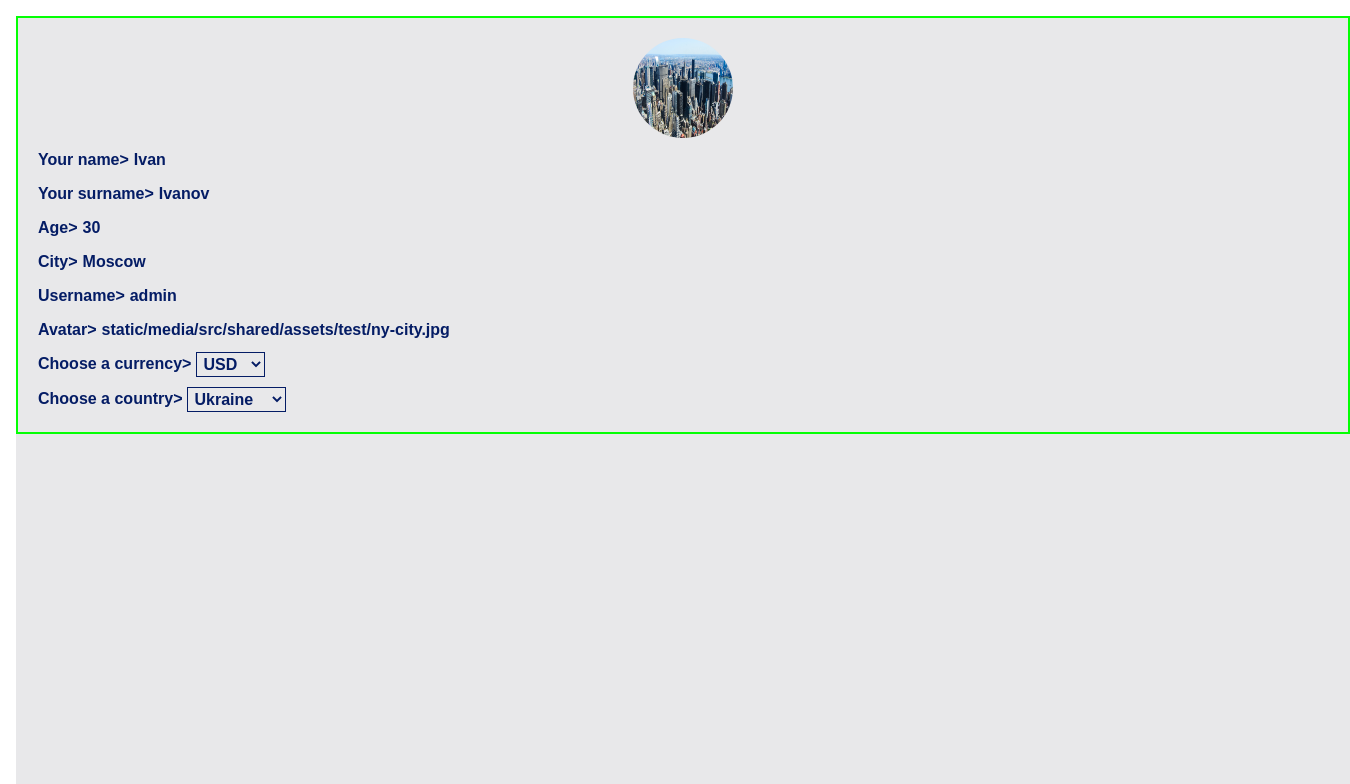 Your name> Ivan
Your surname> Ivanov
Age> 30
City> Moscow
Username> admin
Avatar> static/media/src/shared/assets/test/ny-city.jpg
Choose a currency> USD
Choose a country> Ukraine